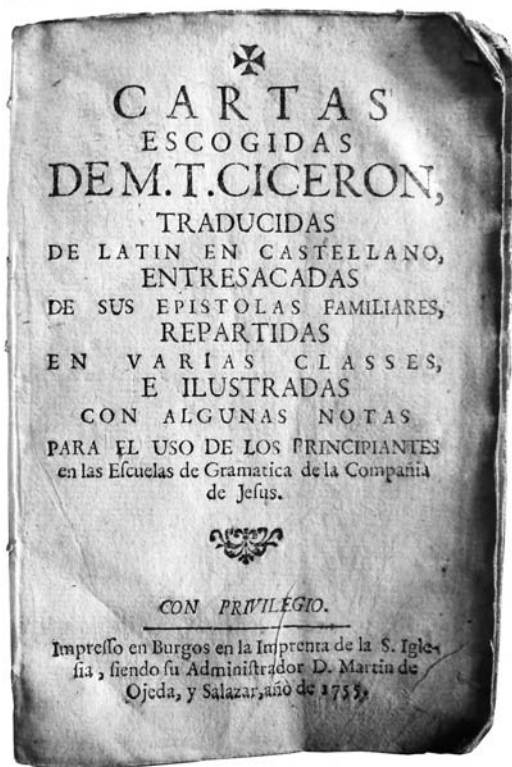 CARTAS
ESCOGIDAS
DE M. T. CICERON,
TRADUCIDAS
DE LATIN EN CASTELLANO,
ENTRESACADAS
DE SUS EPISTOLAS FAMILIARES,
REPARTIDAS
EN VARIAS CLASSES,
E ILUSTRADAS
CON ALGUNAS NOTAS
PARA EL USO DE LOS PRINCIPIANTES
en las Eſcuelas de Gramatica de la Compañia
de Jeſus.
CON PRIVILEGIO.
Impreſſo en Burgos en la Imprenta de la S. Igle-
ſia, ſiendo ſu Adminiſtrador D. Martin de
Ojeda, y Salazar, año de 1755.